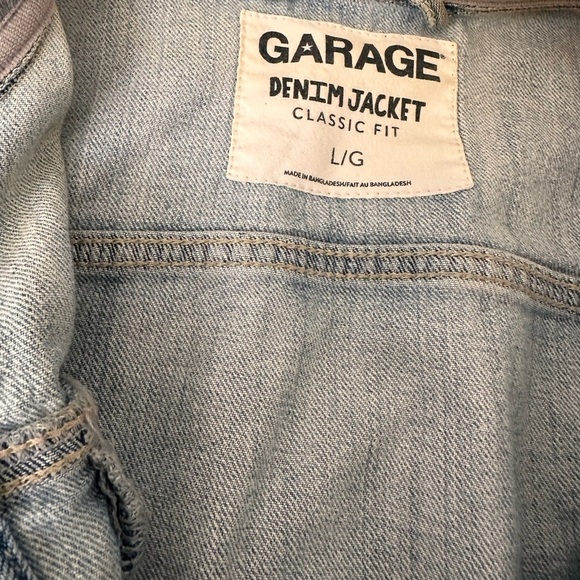 GARAGE
DENIM JACKET
CLASSIC FIT
L/G
MADE IN BANGLADESH/FAIT AU BANGLADESH